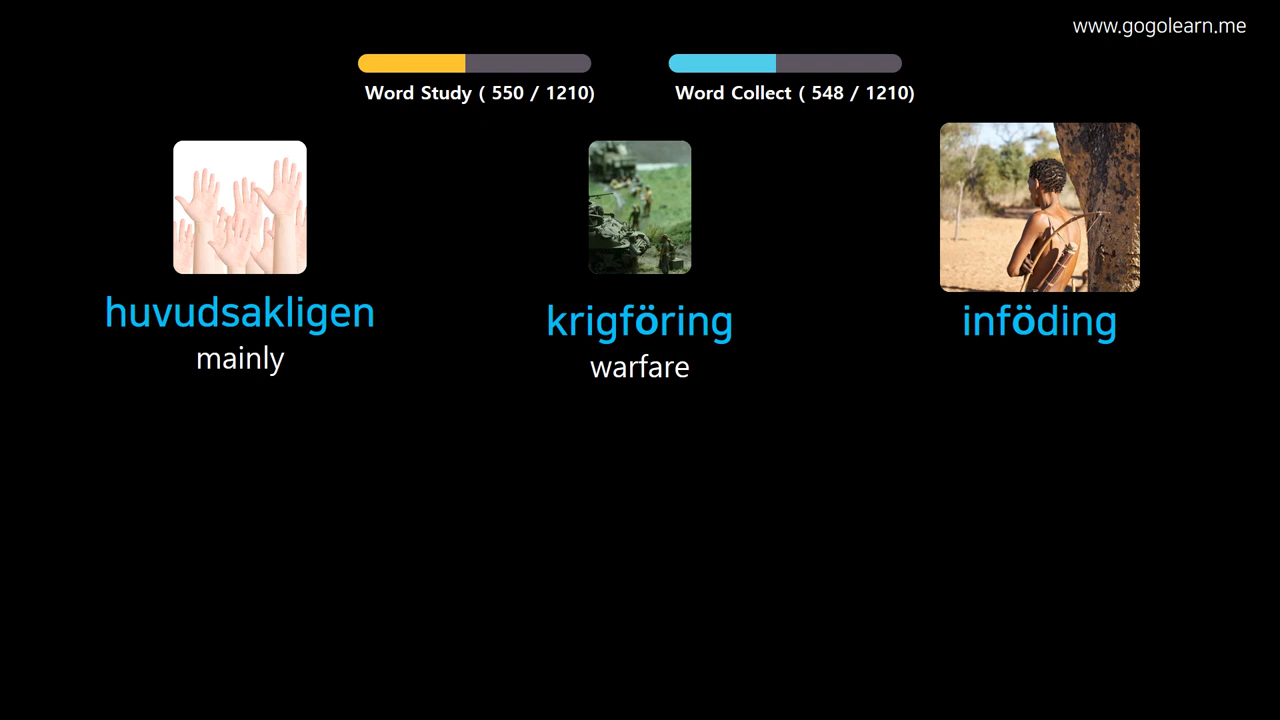 www.gogolearn.me
Word Study ( 550 / 1210)
Word Collect ( 548 / 1210)
huvudsakligen
mainly
krigföring
warfare
inföding